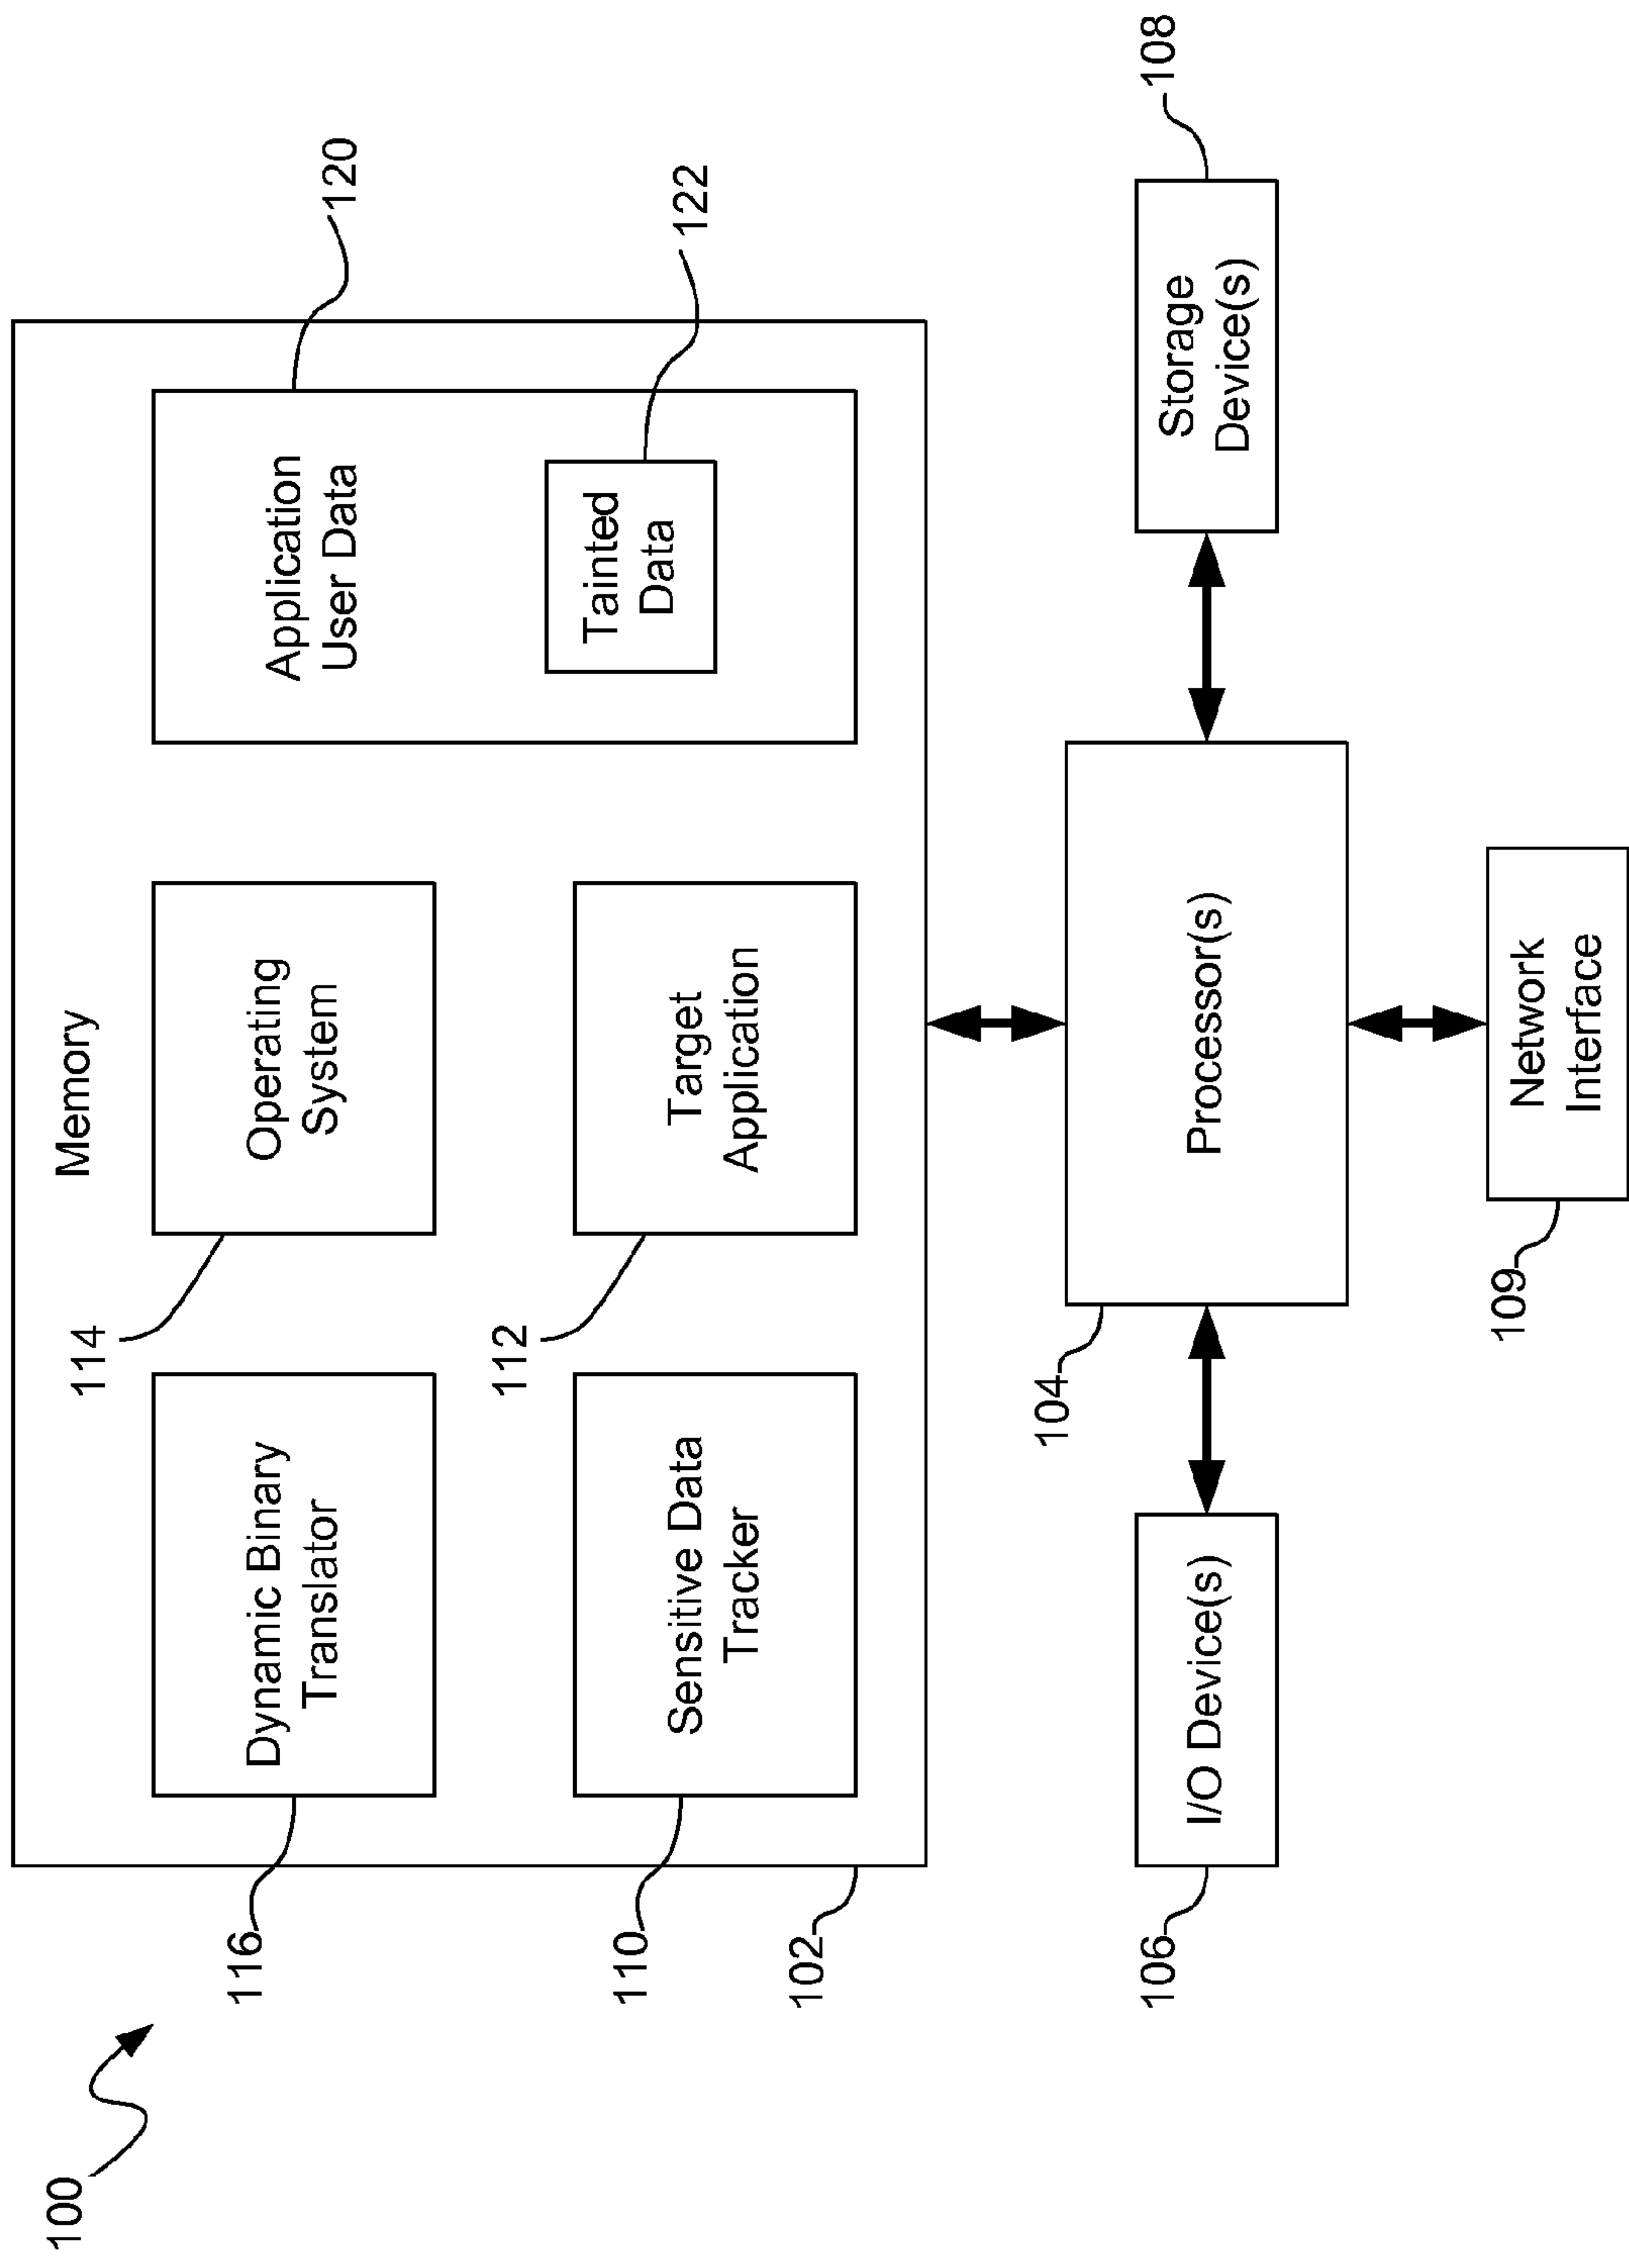 100
Memory
116
Dynamic Binary
Translator
114
Operating
System
Application
User Data
120
110
Sensitive Data
Tracker
112
Target
Application
Tainted
Data
122
102
104
106
I/O Device(s)
Processor(s)
Storage
Device(s)
108
109
Network
Interface